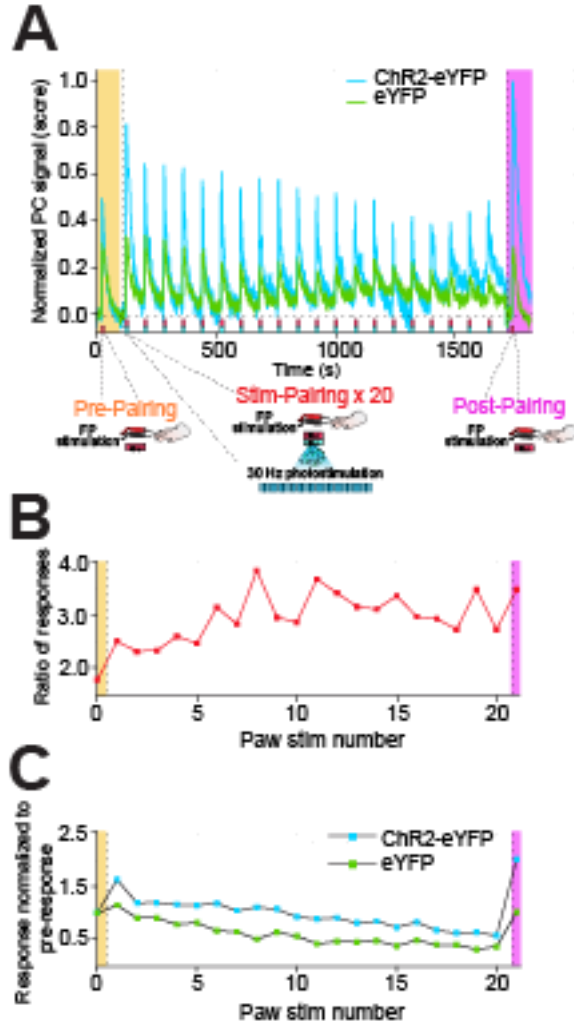 A
Normalized PC signal (score)
1.0
0.8
0.6
0.4
0.2
0.0
ChR2-eYFP
eYFP
0
500
1000
1500
Time (s)
Pre-Pairing
FP
stimulation
Stim-Pairing x 20
FP
stimulation
30 Hz photostimulation
Post-Pairing
FP
stimulation
B
Ratio of responses
4.0
3.0
2.0
0
5
10
15
20
Paw stim number
C
Response normalized to
pre-response
2.5
1.5
0.5
ChR2-eYFP
eYFP
0
5
10
15
20
Paw stim number